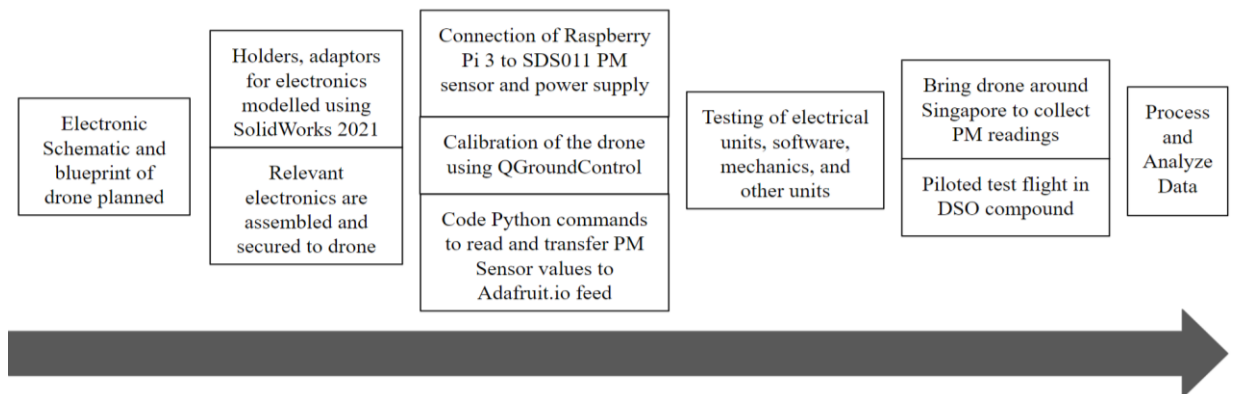 Electronic
Schematic and
blueprint of
drone planned
Holders, adaptors
for electronics
modelled using
SolidWorks 2021
Relevant
electronics are
assembled and
secured to drone
Connection of Raspberry
Pi 3 to SDS011 PM
sensor and power supply
Calibration of the drone
using QGroundControl
Code Python commands
to read and transfer PM
Sensor values to
Adafruit.io feed
Testing of electrical
units, software,
mechanics, and
other units
Bring drone around
Singapore to collect
PM readings
Piloted test flight in
DSO compound
Process
and
Analyze
Data